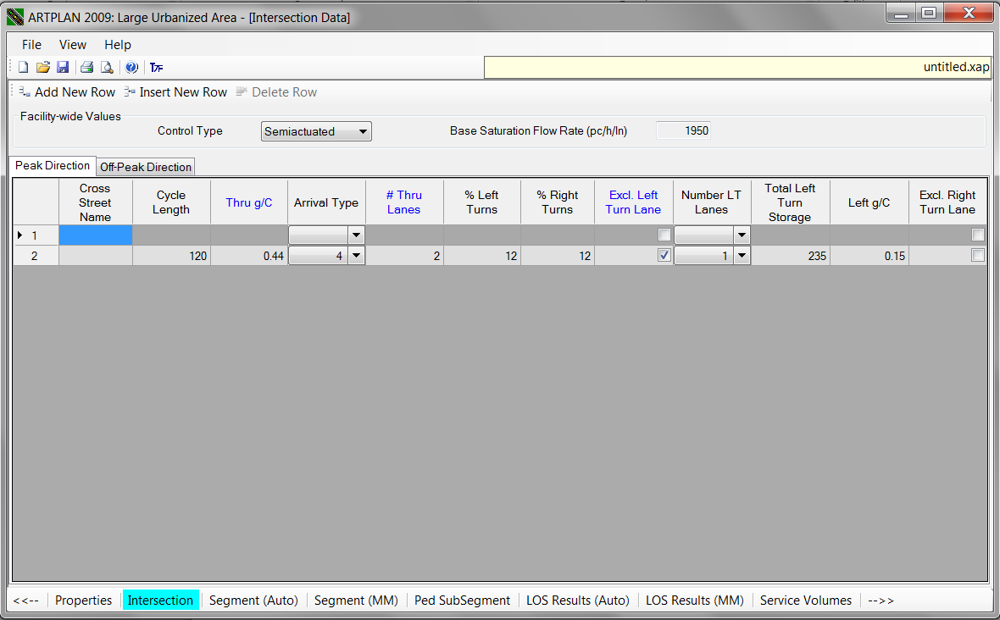 ARTPLAN 2009: Large Urbanized Area - [Intersection Data]
File View Help
untitled.xap
Add New Row Insert New Row Delete Row
Facility-wide Values
Control Type Semiactuated Base Saturation Flow Rate (pc/h/ln) 1950
Peak Direction Off-Peak Direction
Cross Street Name Cycle Length Thru g/C Arrival Type # Thru Lanes % Left Turns % Right Turns Excl. Left Turn Lane Number LT Lanes Total Left Turn Storage Left g/C Excl. Right Turn Lane
1
2 120 0.44 4 2 12 12 1 235 0.15
<<-- Properties Intersection Segment (Auto) Segment (MM) Ped SubSegment LOS Results (Auto) LOS Results (MM) Service Volumes -->>